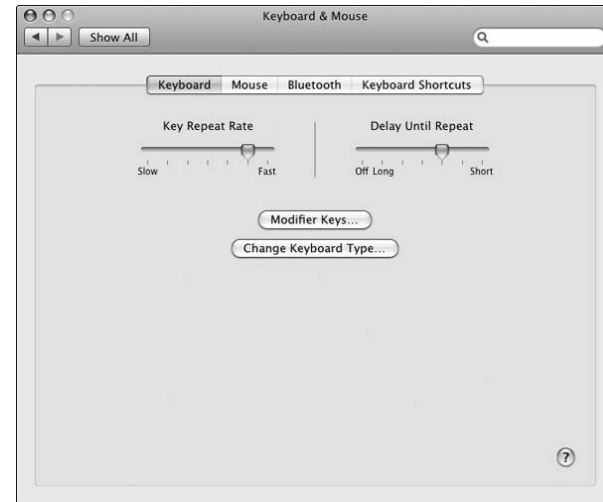 Keyboard & Mouse
Show All
Keyboard Mouse Bluetooth Keyboard Shortcuts
Key Repeat Rate Delay Until Repeat
Slow Fast Off Long Short
Modifier Keys...
Change Keyboard Type...
?